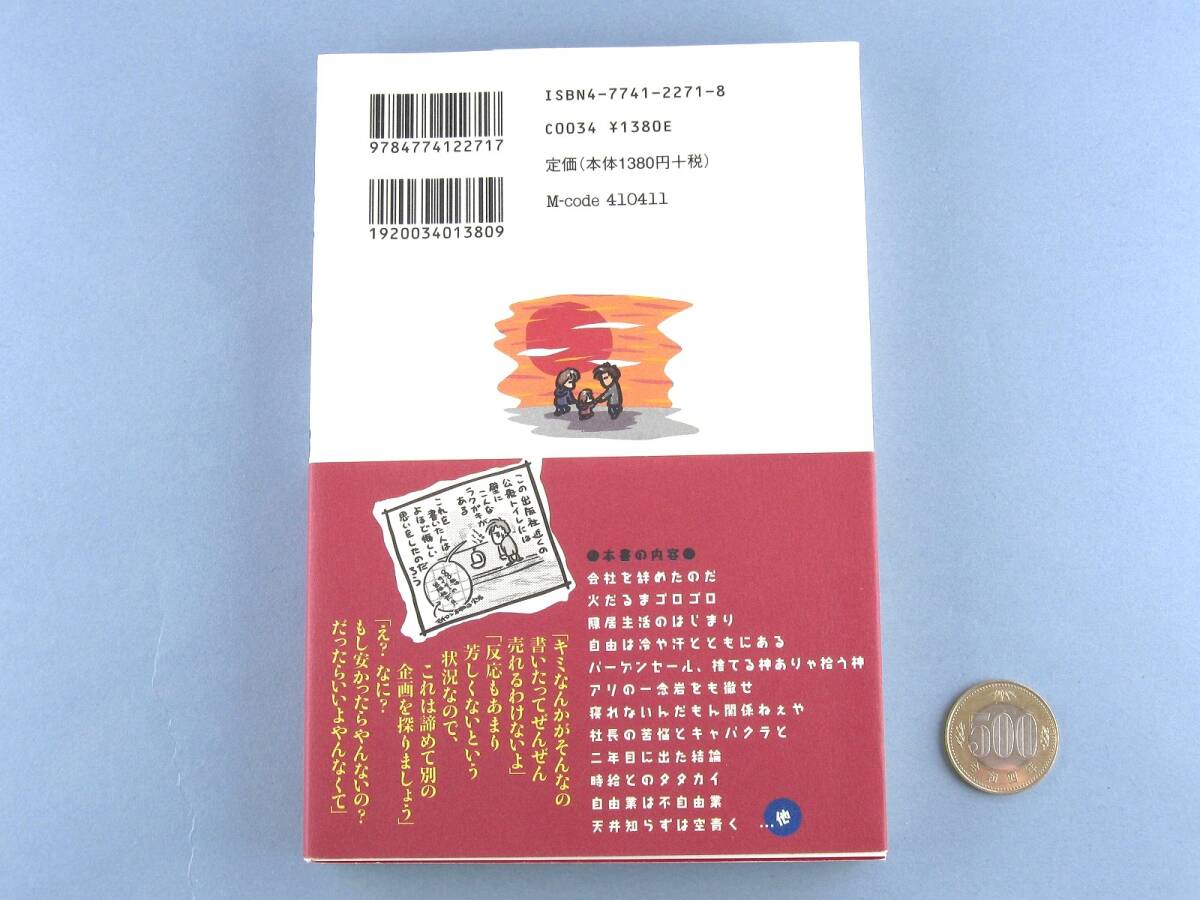 9784774122717
1920034013809
ISBN4-7741-2271-8
C0034 ¥1380E
定価(本体1380円+税)
M-code 410411
この出版社近くの
公衆トイレには
壁に
こんな
ラクガキが
ある
これを
書いたんは
よほど悔しい
思いをしたのだ
ろう
「キミなんかがそんなの
書いたってぜんぜん
売れるわけないよ」
「反応もあまり
芳しくないという
状況なので、
これは諦めて別の
企画を探りましょう」
「え? なに?
もし安かったらやんないの?
だったらいいよやんなくて」
●本書の内容●
会社を辞めたのだ
火だるまゴロゴロ
隠居生活のはじまり
自由は冷や汗とともにある
バーゲンセール、捨てる神ありゃ拾う神
アリの一念岩をも徹せ
寝れないんだもん関係ねぇや
社長の苦悩とキャバクラと
二年目に出た結論
時給とのタタカイ
自由業は不自由業
天井知らずは空青く
…他
500